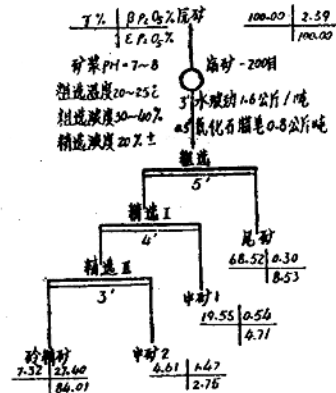 γ% βP₂O₅% 原矿 100.00 2.59
εP₂O₅% 100.00
矿浆PH=7~8 磨矿-200目
粗选温度20~25℃ 3' 水玻璃1.6公斤/吨
粗选浓度30~40% 0.5' 氧化石腊皂0.8公斤/吨
精选浓度20%±
粗选
5'
精选Ⅰ 尾矿
4' 68.52 0.30
8.53
精选Ⅱ 中矿1
3' 19.55 0.54
4.71
磷精矿 中矿2
7.32 27.40 4.61 1.47
84.01 2.75